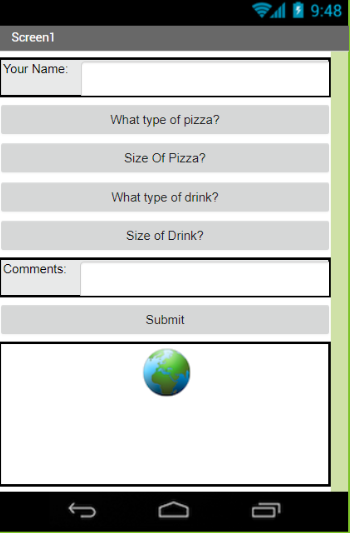 9:48
Screen1
Your Name:
What type of pizza?
Size Of Pizza?
What type of drink?
Size of Drink?
Comments:
Submit